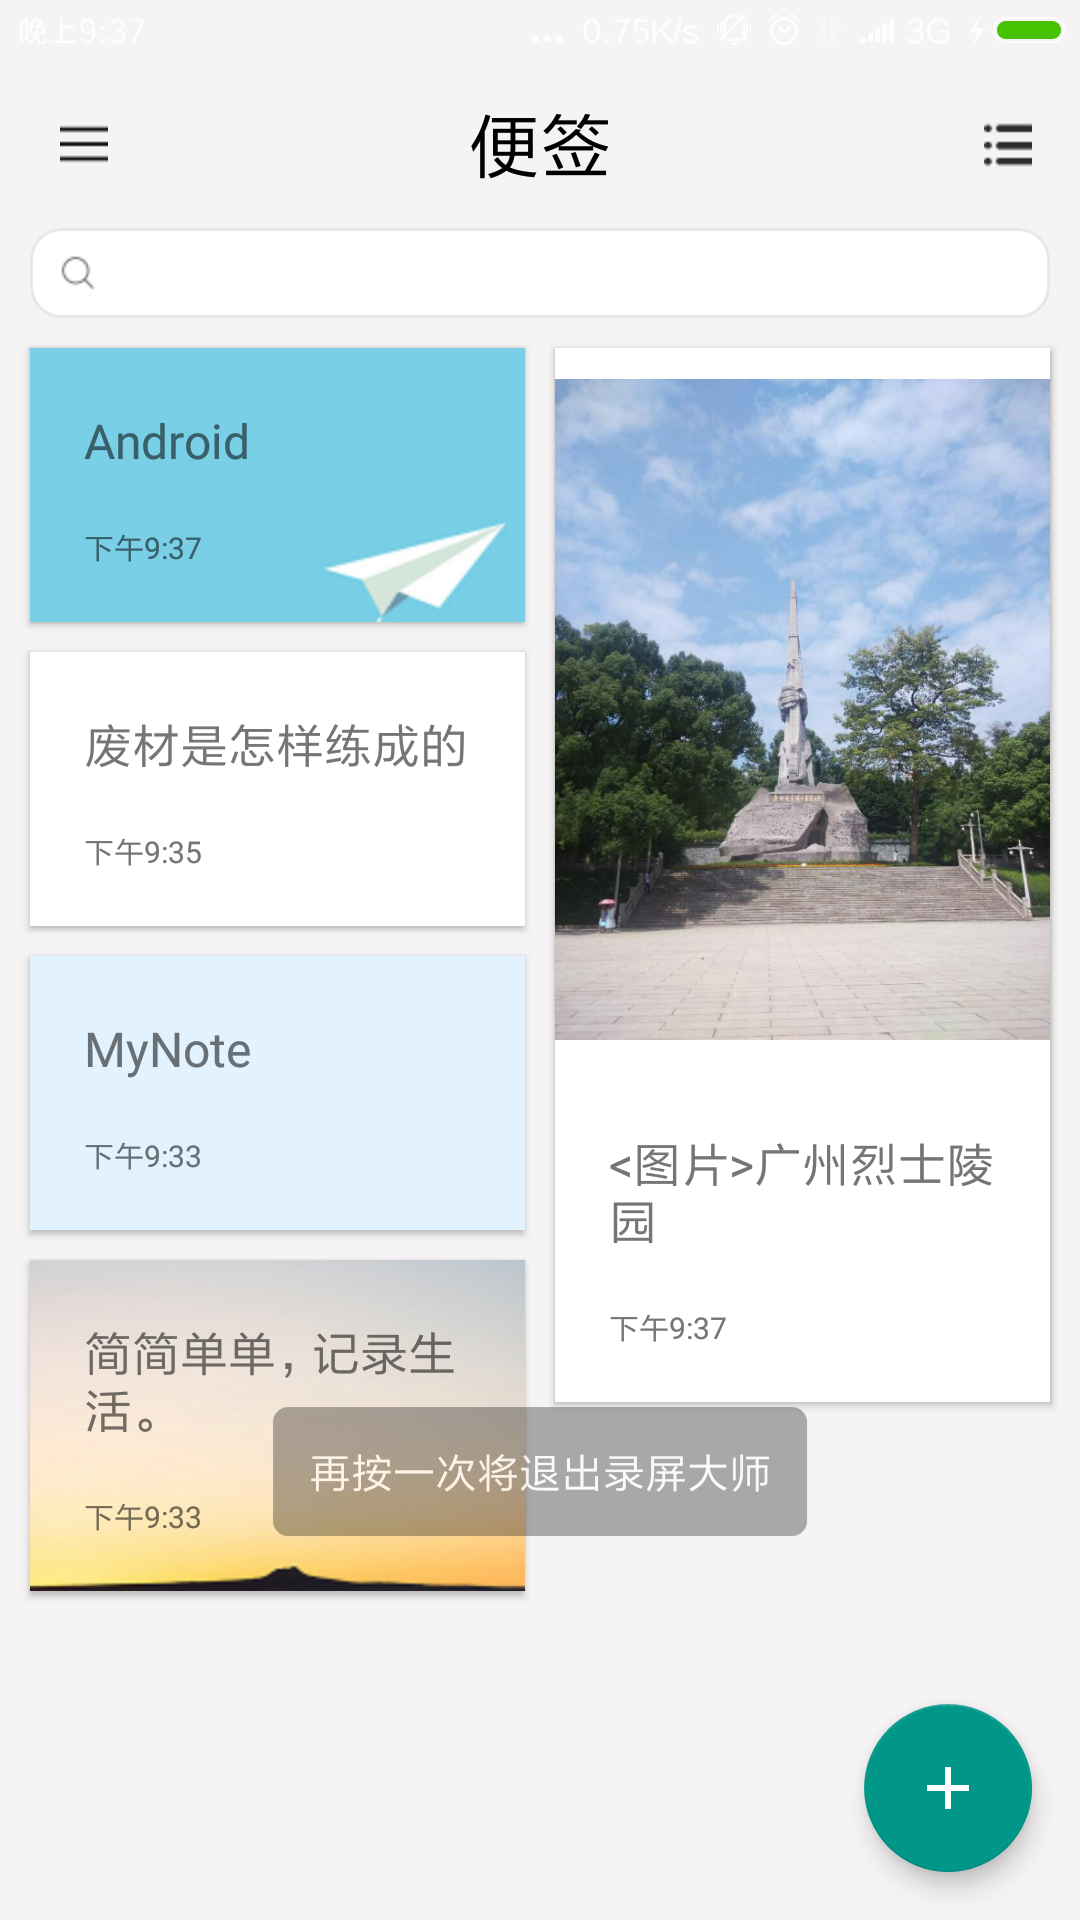 晚上9:37
... 0.75K/s 3G
便签
Android
下午9:37
废材是怎样练成的
下午9:35
MyNote
下午9:33
简简单单，记录生
活。
下午9:33
<图片>广州烈士陵
园
下午9:37
再按一次将退出录屏大师